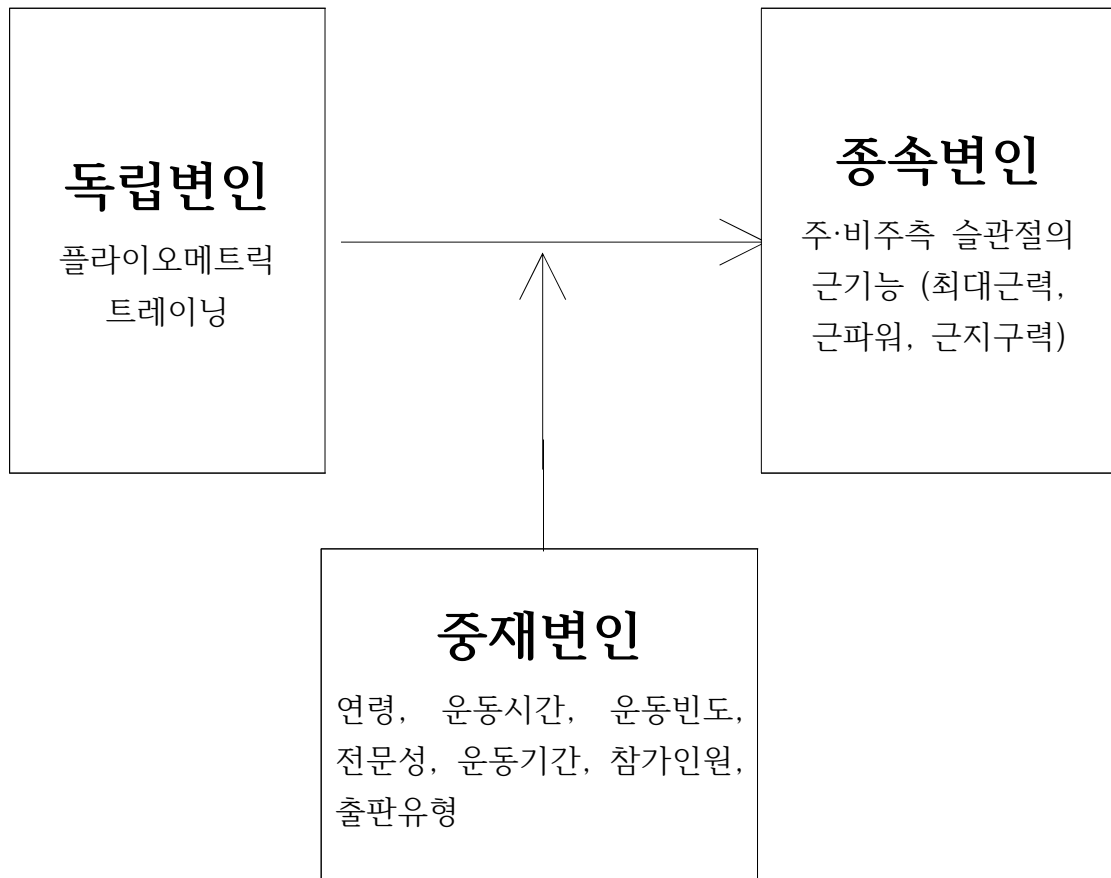 독립변인
플라이오메트릭
트레이닝
종속변인
주·비주측 슬관절의
근기능 (최대근력,
근파워, 근지구력)
중재변인
연령, 운동시간, 운동빈도,
전문성, 운동기간, 참가인원,
출판유형